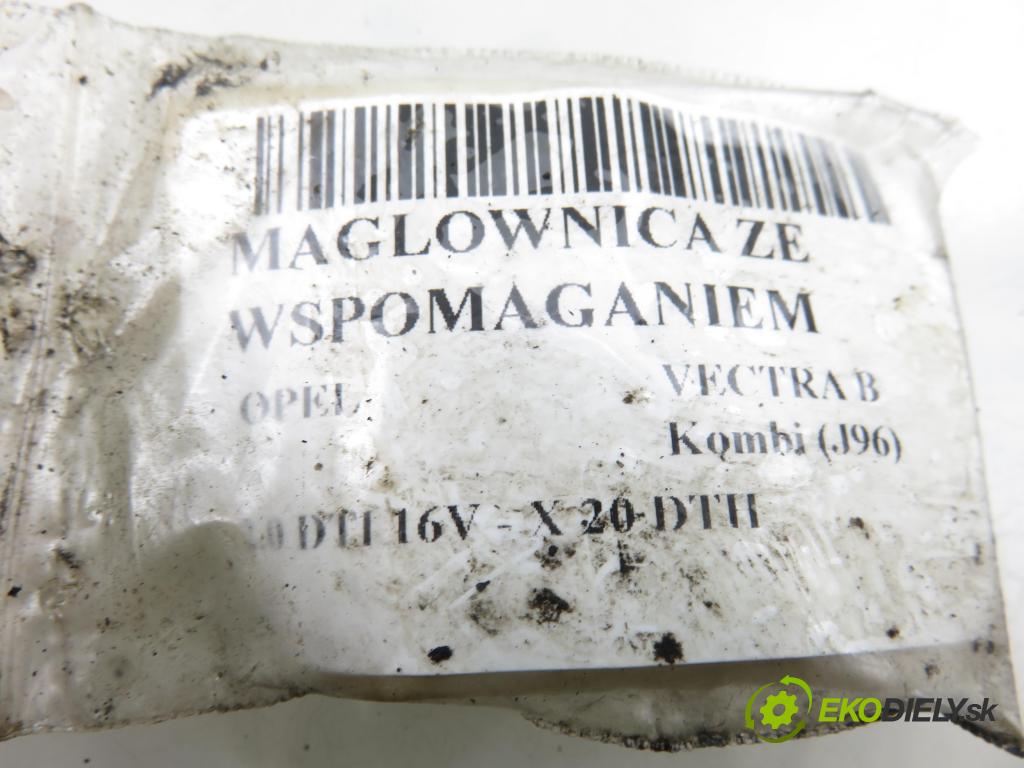 MAGLOWNICA ZE
WSPOMAGANIEM
OPEL
VECTRA B
Kombi (J96)
DTI 16V - X 20 DTH
EKODIELY.sk